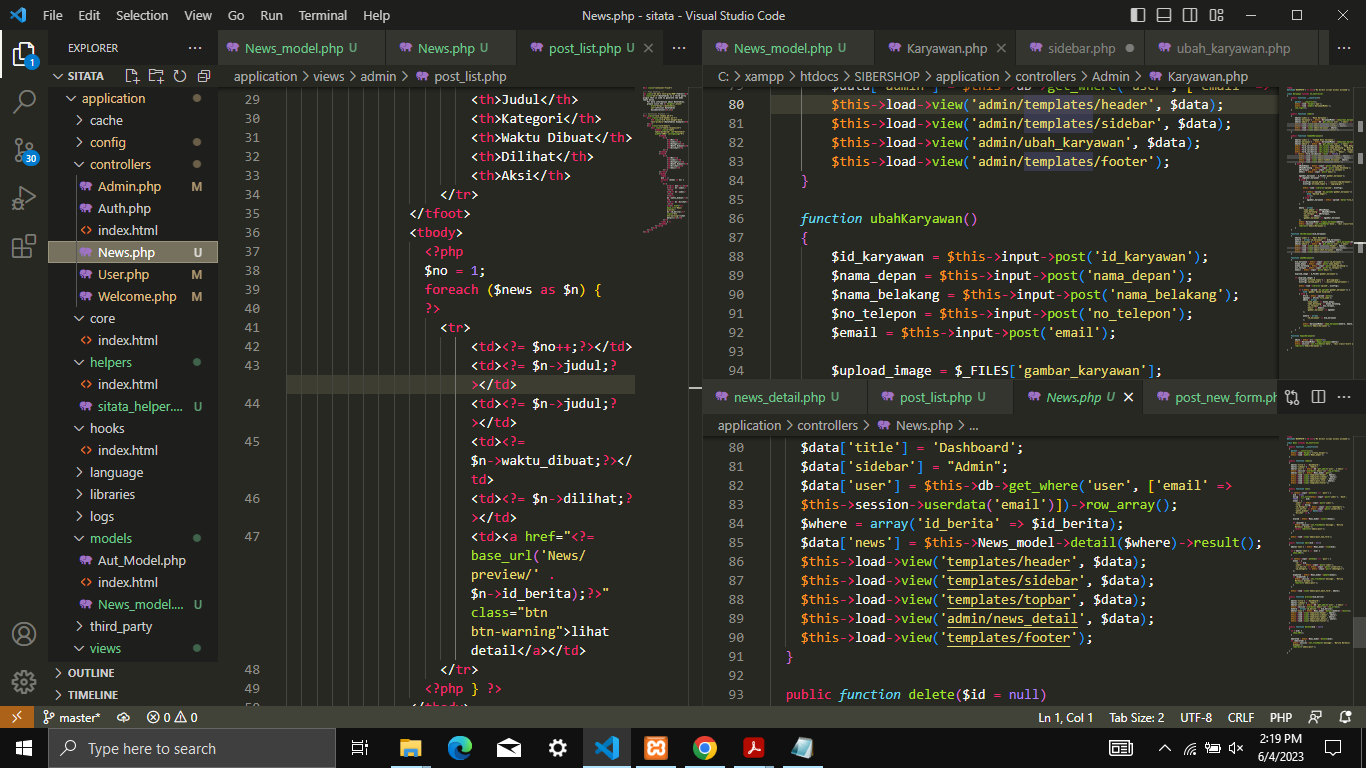 File Edit Selection View Go Run Terminal Help
News.php - sitata - Visual Studio Code
EXPLORER
SITATA
application
cache
config
controllers
Admin.php M
Auth.php
index.html
News.php U
User.php M
Welcome.php M
core
index.html
helpers
index.html
sitata_helper.... U
hooks
index.html
language
libraries
logs
models
Aut_Model.php
index.html
News_model.... U
third_party
views
OUTLINE
TIMELINE
1
30
News_model.php U
News.php U
post_list.php U
application > views > admin > post_list.php
29 <th>Judul</th>
30 <th>Kategori</th>
31 <th>Waktu Dibuat</th>
32 <th>Dilihat</th>
33 <th>Aksi</th>
34 </tr>
35 </tfoot>
36 <tbody>
37 <?php
38 $no = 1;
39 foreach ($news as $n) {
40 ?>
41 <tr>
42 <td><?= $no++;?></td>
43 <td><?= $n->judul;?
></td>
44 <td><?= $n->judul;?
></td>
45 <td><?=
$n->waktu_dibuat;?></
td>
46 <td><?= $n->dilihat;?
></td>
47 <td><a href="<?=
base_url('News/
preview/' .
$n->id_berita);?>"
class="btn
btn-warning">lihat
detail</a></td>
48 </tr>
49 <?php } ?>
News_model.php U
Karyawan.php
sidebar.php
ubah_karyawan.php
C: > xampp > htdocs > SIBERSHOP > application > controllers > Admin > Karyawan.php
80 $this->load->view('admin/templates/header', $data);
81 $this->load->view('admin/templates/sidebar', $data);
82 $this->load->view('admin/ubah_karyawan', $data);
83 $this->load->view('admin/templates/footer');
84 }
85
86 function ubahKaryawan()
87 {
88 $id_karyawan = $this->input->post('id_karyawan');
89 $nama_depan = $this->input->post('nama_depan');
90 $nama_belakang = $this->input->post('nama_belakang');
91 $no_telepon = $this->input->post('no_telepon');
92 $email = $this->input->post('email');
93
94 $upload_image = $_FILES['gambar_karyawan'];
news_detail.php U
post_list.php U
News.php U
post_new_form.ph
application > controllers > News.php > ...
80 $data['title'] = 'Dashboard';
81 $data['sidebar'] = "Admin";
82 $data['user'] = $this->db->get_where('user', ['email' =>
83 $this->session->userdata('email')])->row_array();
84 $where = array('id_berita' => $id_berita);
85 $data['news'] = $this->News_model->detail($where)->result();
86 $this->load->view('templates/header', $data);
87 $this->load->view('templates/sidebar', $data);
88 $this->load->view('templates/topbar', $data);
89 $this->load->view('admin/news_detail', $data);
90 $this->load->view('templates/footer');
91 }
92
93 public function delete($id = null)
master* 0 0
Ln 1, Col 1 Tab Size: 2 UTF-8 CRLF PHP
Type here to search
2:19 PM
6/4/2023